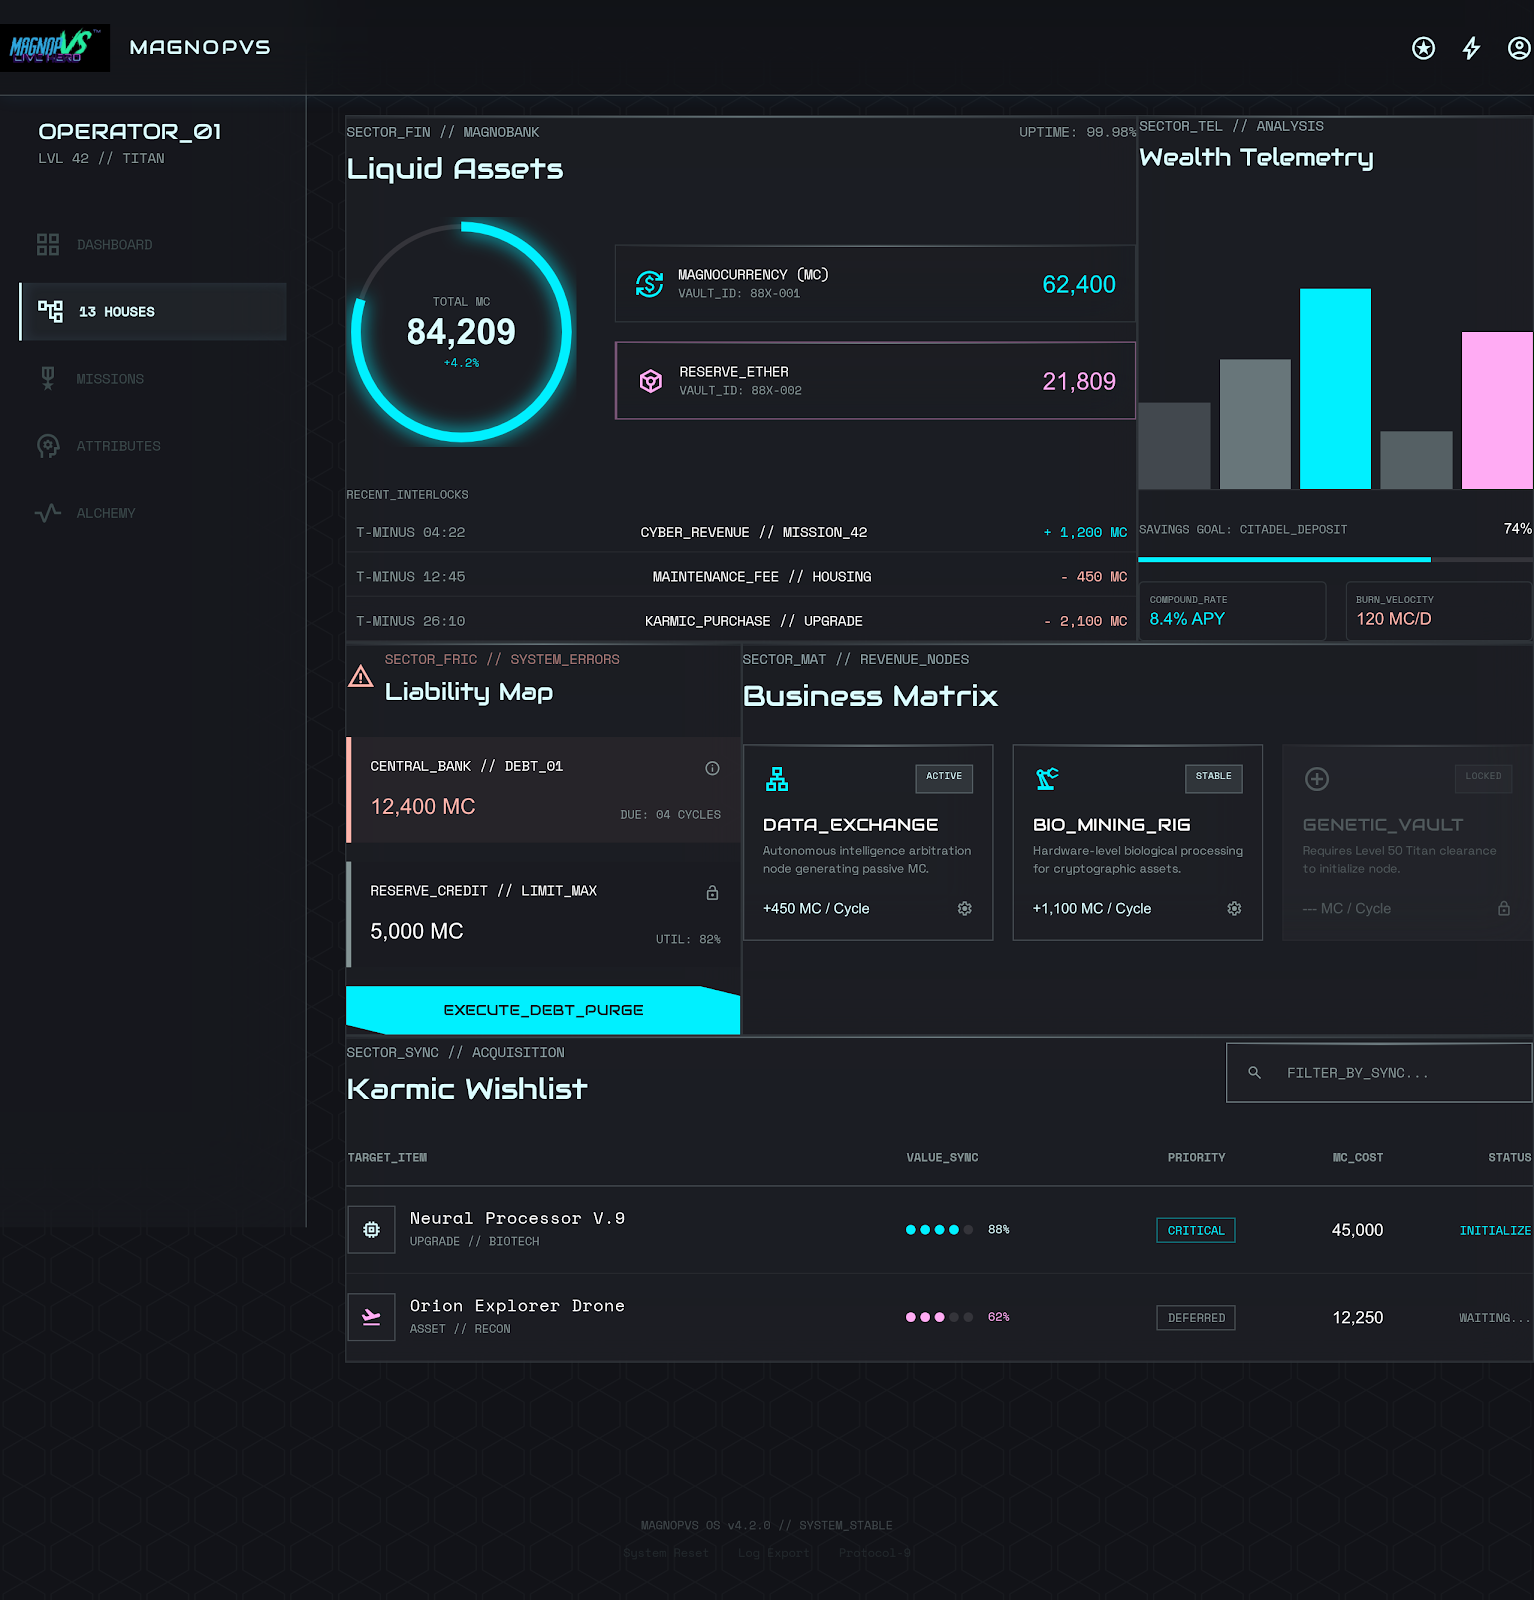 MAGNOPVS™
LIVE NERD
MAGNOPVS
OPERATOR_01
LVL 42 // TITAN
DASHBOARD
13 HOUSES
MISSIONS
ATTRIBUTES
ALCHEMY
SECTOR_FIN // MAGNOBANK
UPTIME: 99.98%
Liquid Assets
TOTAL MC
84,209
+4.2%
MAGNOCURRENCY (MC)
VAULT_ID: 88X-001
62,400
RESERVE_ETHER
VAULT_ID: 88X-002
21,809
RECENT_INTERLOCKS
T-MINUS 04:22 CYBER_REVENUE // MISSION_42 + 1,200 MC
T-MINUS 12:45 MAINTENANCE_FEE // HOUSING - 450 MC
T-MINUS 26:10 KARMIC_PURCHASE // UPGRADE - 2,100 MC
SECTOR_TEL // ANALYSIS
Wealth Telemetry
SAVINGS GOAL: CITADEL_DEPOSIT 74%
COMPOUND_RATE
8.4% APY
BURN_VELOCITY
120 MC/D
SECTOR_FRIC // SYSTEM_ERRORS
Liability Map
CENTRAL_BANK // DEBT_01
12,400 MC
DUE: 04 CYCLES
RESERVE_CREDIT // LIMIT_MAX
5,000 MC
UTIL: 82%
EXECUTE_DEBT_PURGE
SECTOR_MAT // REVENUE_NODES
Business Matrix
ACTIVE
DATA_EXCHANGE
Autonomous intelligence arbitration
node generating passive MC.
+450 MC / Cycle
STABLE
BIO_MINING_RIG
Hardware-level biological processing
for cryptographic assets.
+1,100 MC / Cycle
LOCKED
GENETIC_VAULT
Requires Level 50 Titan clearance
to initialize node.
--- MC / Cycle
SECTOR_SYNC // ACQUISITION
Karmic Wishlist
FILTER_BY_SYNC...
TARGET_ITEM VALUE_SYNC PRIORITY MC_COST STATUS
Neural Processor V.9
UPGRADE // BIOTECH
88% CRITICAL 45,000 INITIALIZE
Orion Explorer Drone
ASSET // RECON
62% DEFERRED 12,250 WAITING...
MAGNOPVS OS v4.2.0 // SYSTEM_STABLE
System Reset Log Export Protocol-9